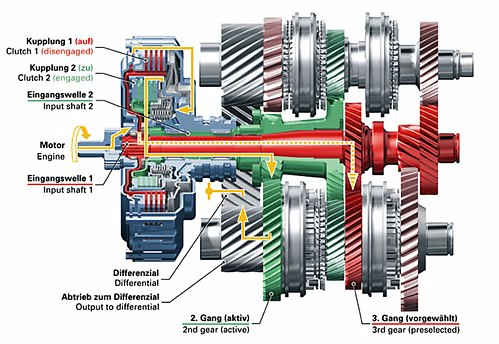 Kupplung 1 (auf)
Clutch 1 (disengaged)
Kupplung 2 (zu)
Clutch 2 (engaged)
Eingangswelle 2
Input shaft 2
Motor
Engine
Eingangswelle 1
Input shaft 1
Differenzial
Differential
Abtrieb zum Differenzial
Output to differential
2. Gang (aktiv)
2nd gear (active)
3. Gang (vorgewählt)
3rd gear (preselected)